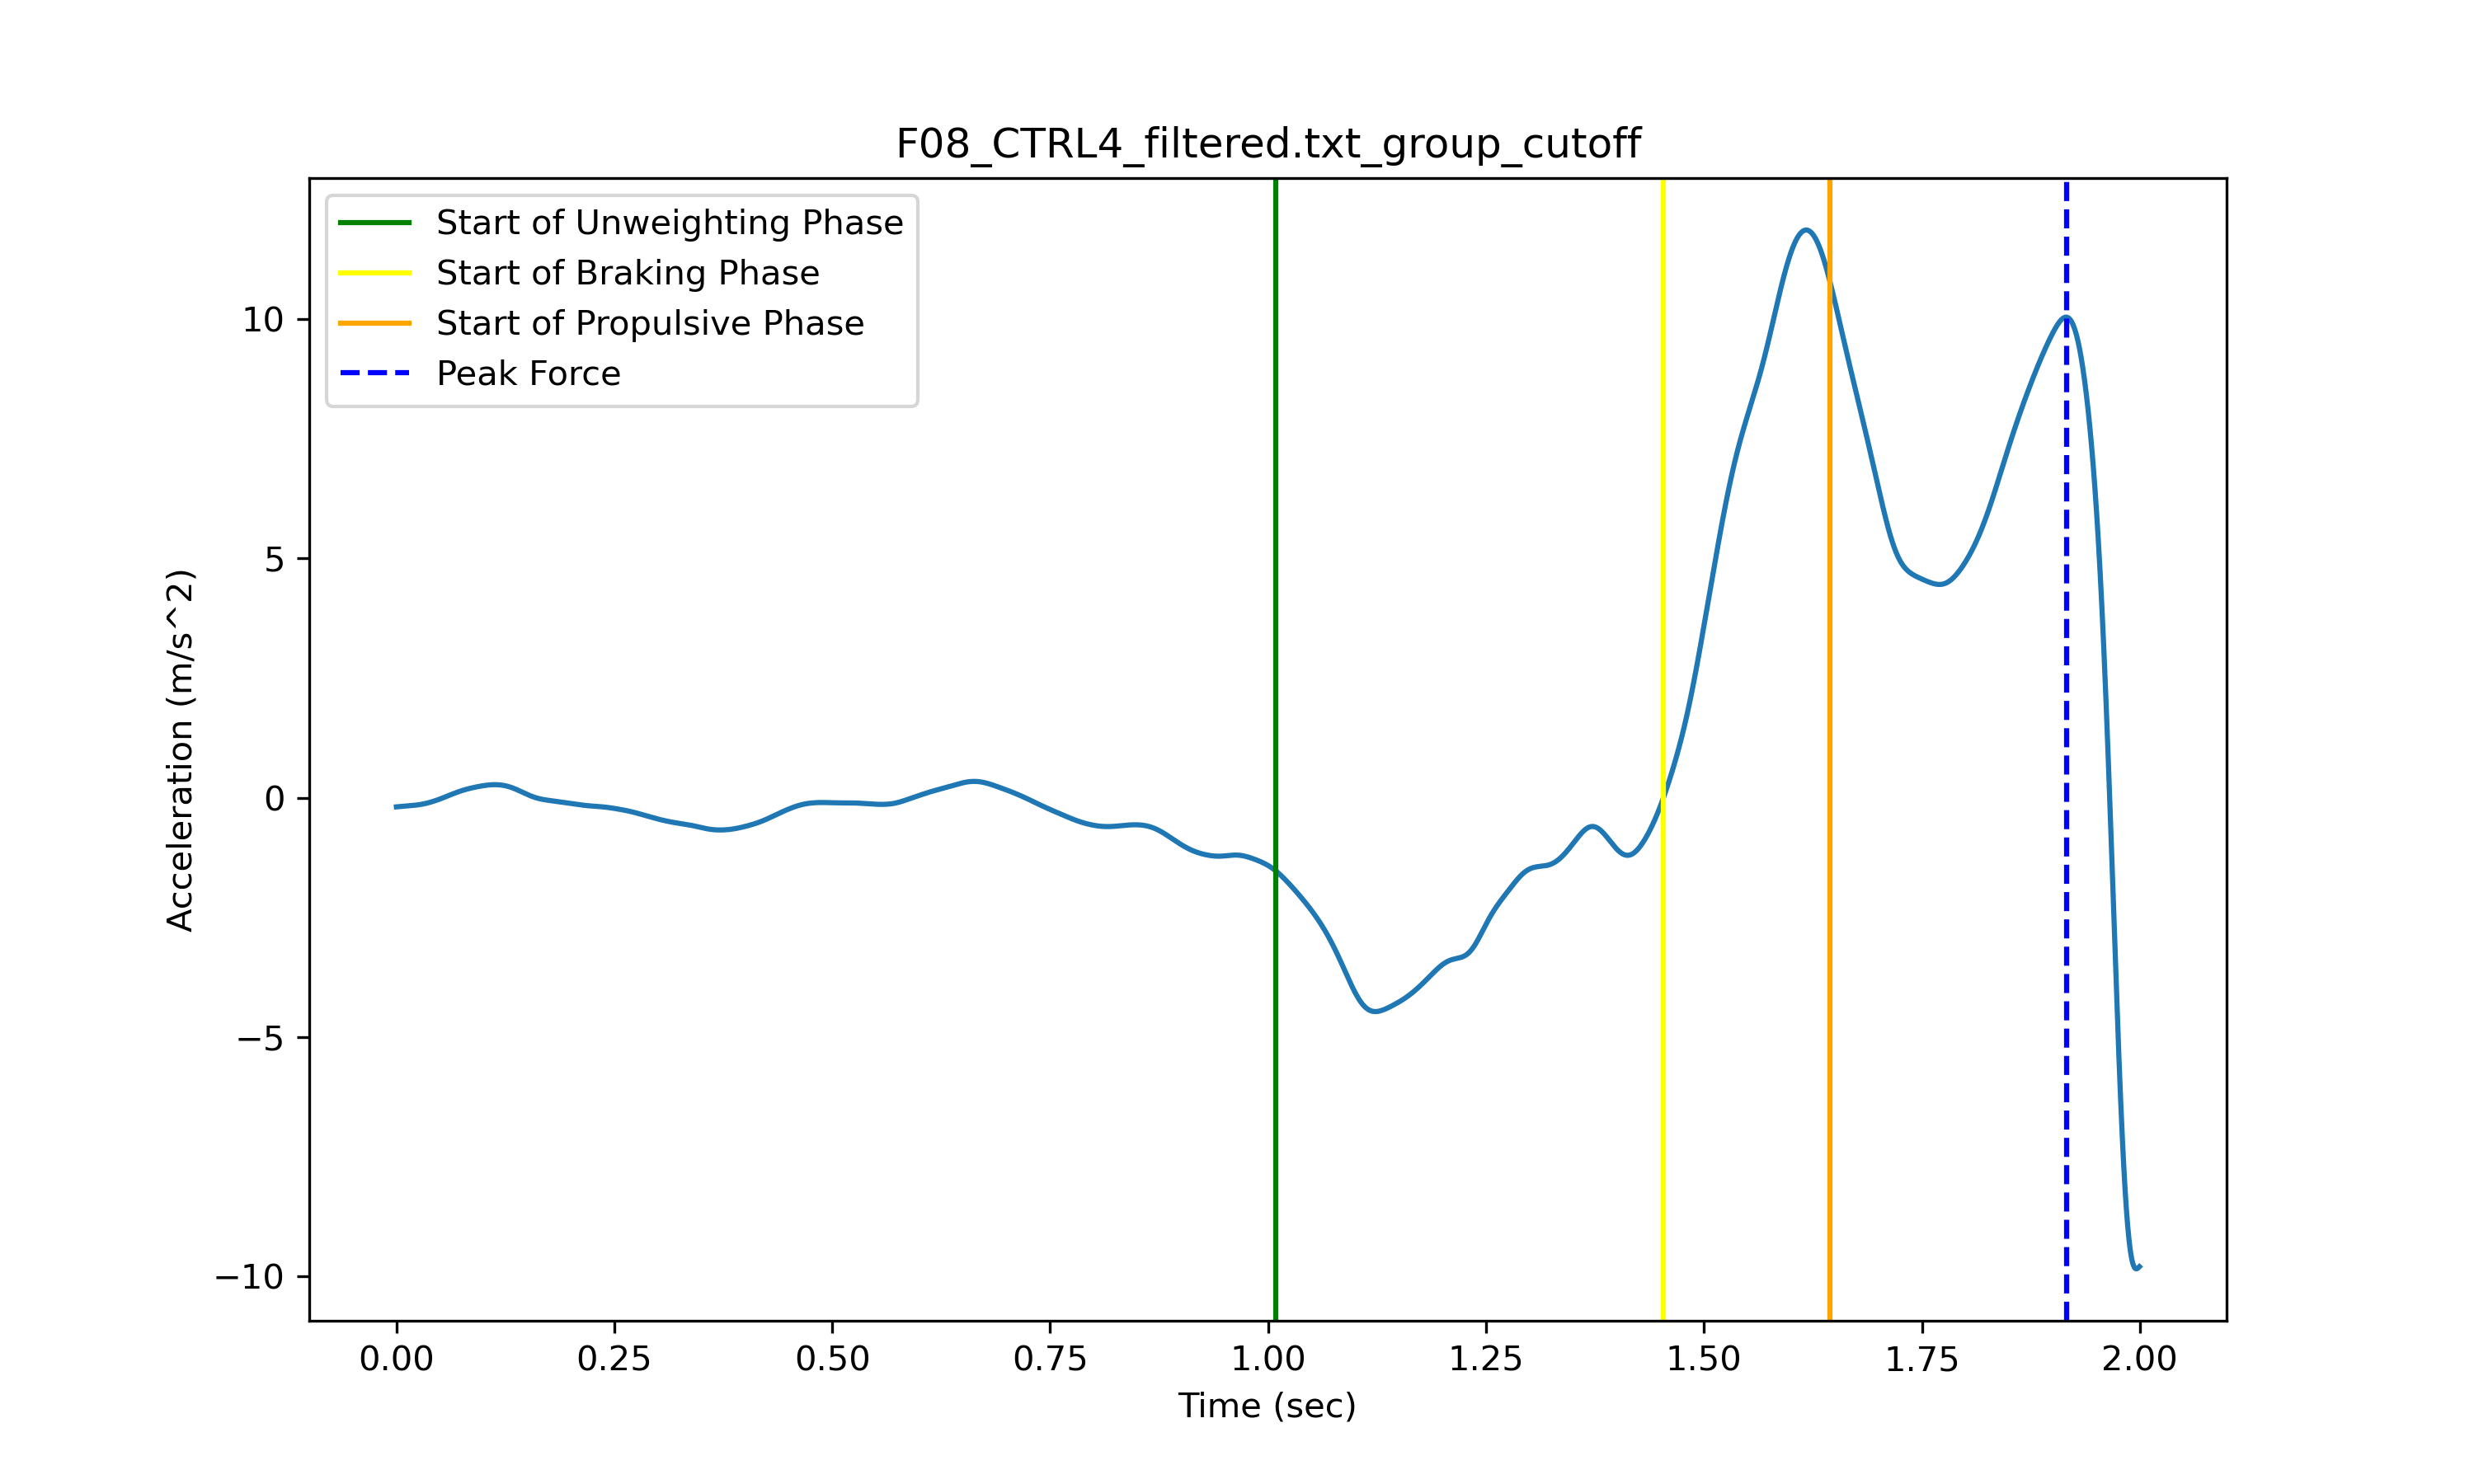 F08_CTRL4_filtered.txt_group_cutoff
Start of Unweighting Phase
Start of Braking Phase
Start of Propulsive Phase
Peak Force
Acceleration (m/s^2)
10
5
0
−5
−10
0.00 0.25 0.50 0.75 1.00 1.25 1.50 1.75 2.00
Time (sec)